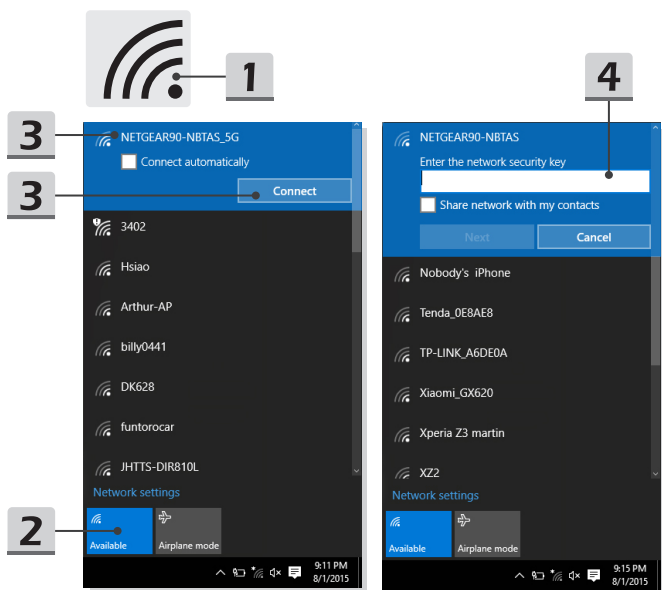 1
3
NETGEAR90-NBTAS_5G
Connect automatically
3
Connect
3402
Hsiao
Arthur-AP
billy0441
DK628
funtorocar
JHTTS-DIR810L
Network settings
2
Available
Airplane mode
9:11 PM
8/1/2015
4
NETGEAR90-NBTAS
Enter the network security key
Share network with my contacts
Next
Cancel
Nobody's iPhone
Tenda_0E8AE8
TP-LINK_A6DE0A
Xiaomi_GX620
Xperia Z3 martin
XZ2
Network settings
Available
Airplane mode
9:15 PM
8/1/2015